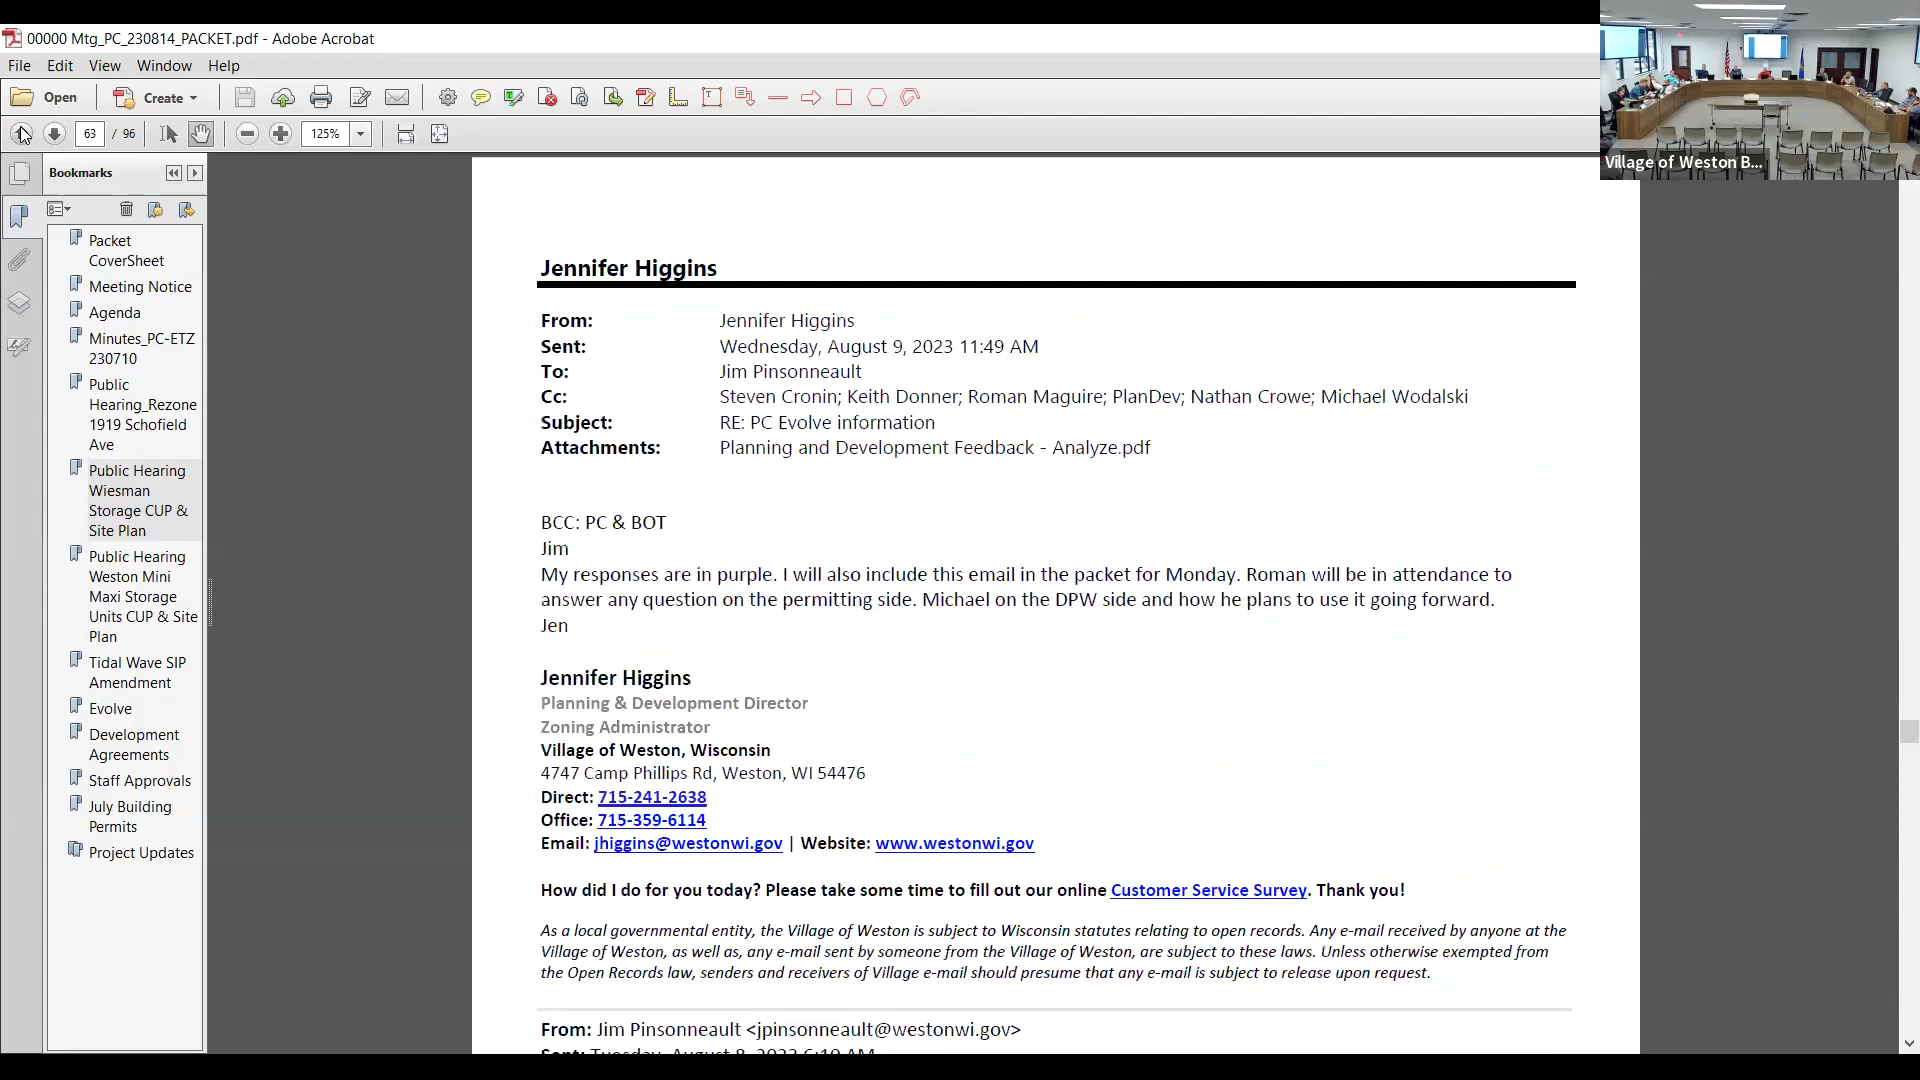 00000 Mtg_PC_230814_PACKET.pdf - Adobe Acrobat
File Edit View Window Help
Open Create
63 / 96 125%
Village of Weston B...
Bookmarks
Packet
CoverSheet
Meeting Notice
Agenda
Minutes_PC-ETZ
230710
Public
Hearing_Rezone
1919 Schofield
Ave
Public Hearing
Wiesman
Storage CUP &
Site Plan
Public Hearing
Weston Mini
Maxi Storage
Units CUP & Site
Plan
Tidal Wave SIP
Amendment
Evolve
Development
Agreements
Staff Approvals
July Building
Permits
Project Updates
Jennifer Higgins
From: Jennifer Higgins
Sent: Wednesday, August 9, 2023 11:49 AM
To: Jim Pinsonneault
Cc: Steven Cronin; Keith Donner; Roman Maguire; PlanDev; Nathan Crowe; Michael Wodalski
Subject: RE: PC Evolve information
Attachments: Planning and Development Feedback - Analyze.pdf
BCC: PC & BOT
Jim
My responses are in purple. I will also include this email in the packet for Monday. Roman will be in attendance to
answer any question on the permitting side. Michael on the DPW side and how he plans to use it going forward.
Jen
Jennifer Higgins
Planning & Development Director
Zoning Administrator
Village of Weston, Wisconsin
4747 Camp Phillips Rd, Weston, WI 54476
Direct: 715-241-2638
Office: 715-359-6114
Email: jhiggins@westonwi.gov | Website: www.westonwi.gov
How did I do for you today? Please take some time to fill out our online Customer Service Survey. Thank you!
As a local governmental entity, the Village of Weston is subject to Wisconsin statutes relating to open records. Any e-mail received by anyone at the
Village of Weston, as well as, any e-mail sent by someone from the Village of Weston, are subject to these laws. Unless otherwise exempted from
the Open Records law, senders and receivers of Village e-mail should presume that any e-mail is subject to release upon request.
From: Jim Pinsonneault <jpinsonneault@westonwi.gov>
Sent: Tuesday, August 8, 2023 6:10 AM